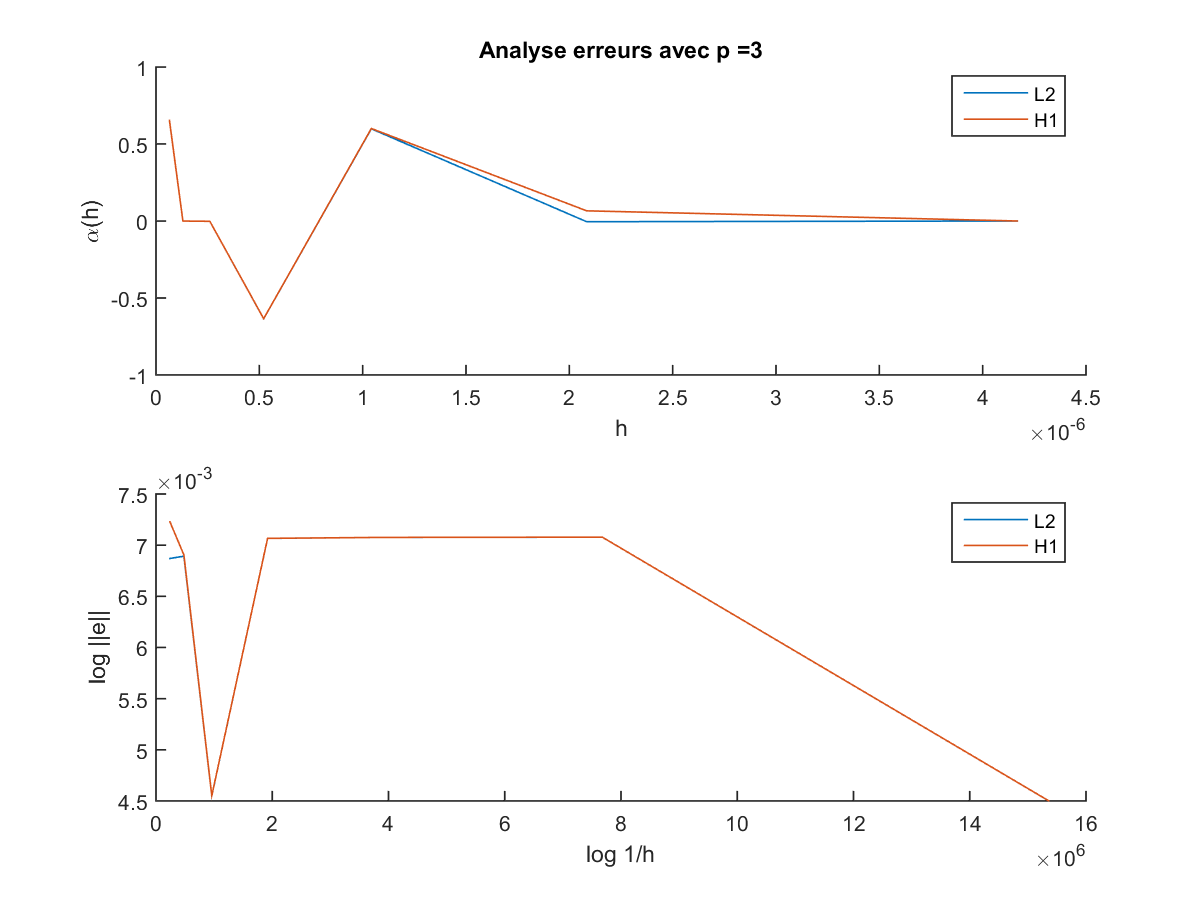 Analyse erreurs avec p =3
L2
H1
α(h)
1
0.5
0
-0.5
-1
0 0.5 1 1.5 2 2.5 3 3.5 4 4.5
h
×10-6
×10-3
L2
H1
log ||e||
7.5
7
6.5
6
5.5
5
4.5
0 2 4 6 8 10 12 14 16
log 1/h
×106